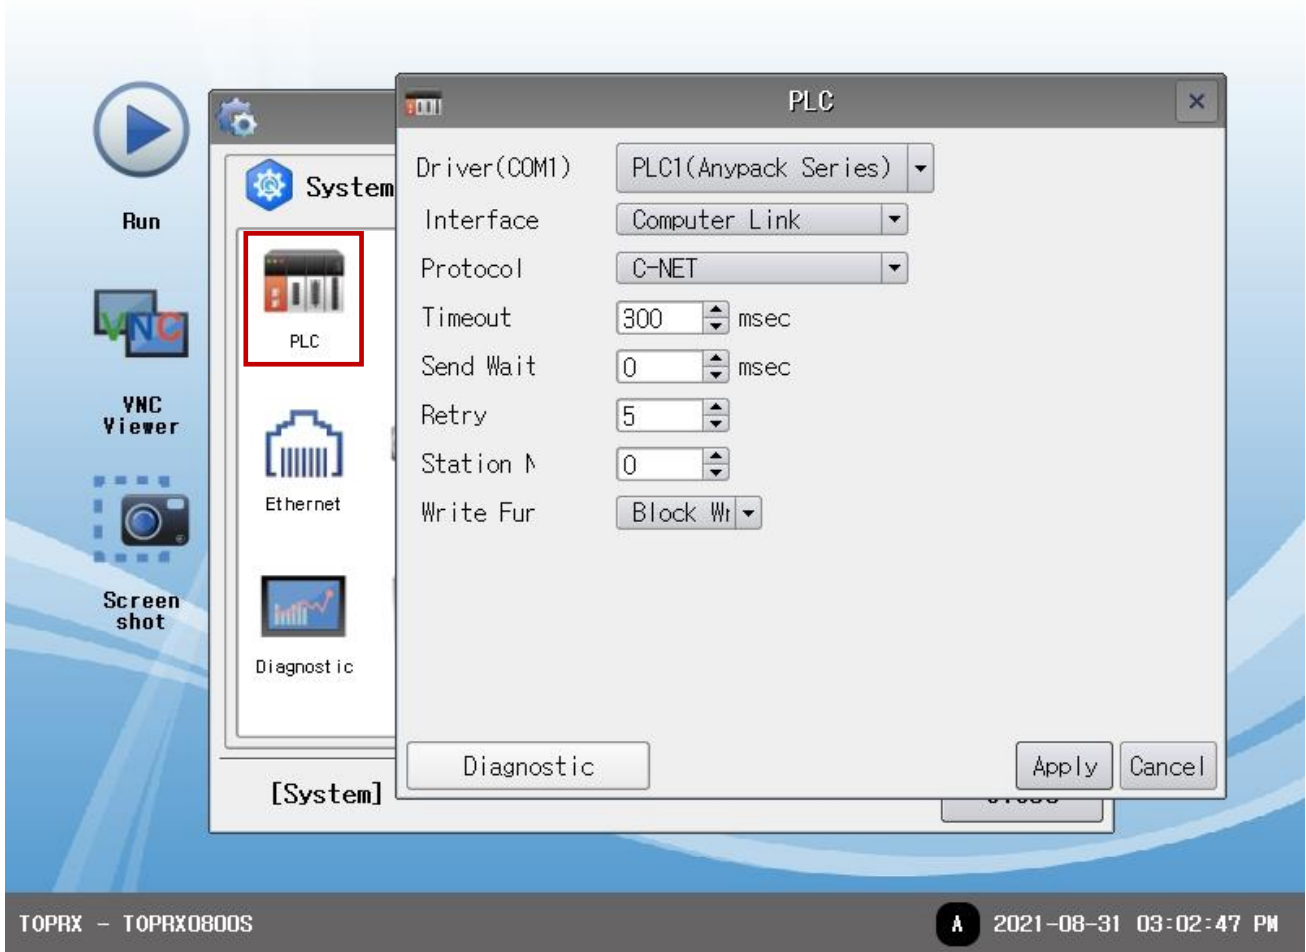 PLC
Driver(COM1) PLC1(Anypack Series)
System
Interface Computer Link
Run
Protocol C-NET
Timeout 300 msec
PLC
Send Wait 0 msec
VNC
Viewer
Retry 5
Station N 0
Ethernet
Write Fur Block Wr
Screen
shot
Diagnostic
Diagnostic Apply Cancel
[System]
TOPRX - TOPRX0800S A 2021-08-31 03:02:47 PM
VNC